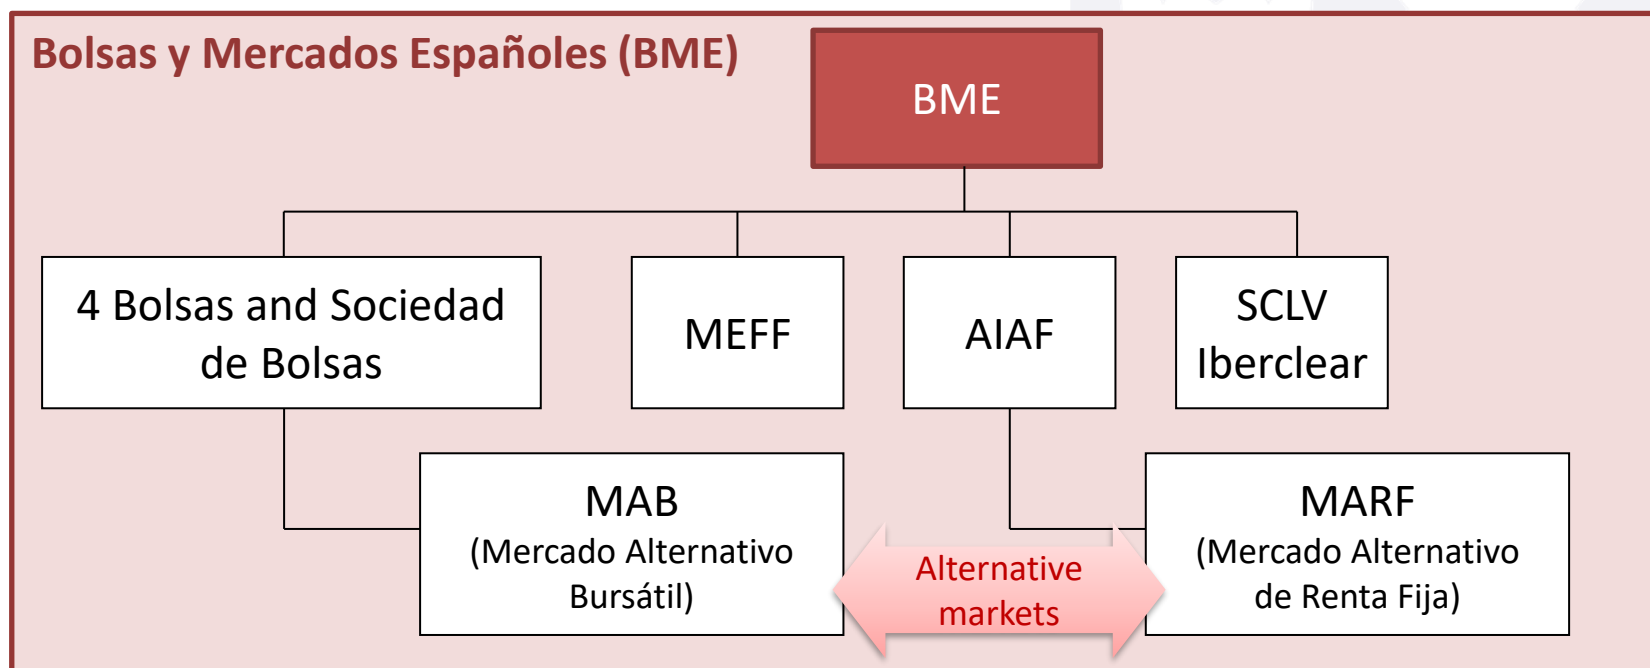 Bolsas y Mercados Españoles (BME)
BME
4 Bolsas and Sociedad
de Bolsas
MEFF
AIAF
SCLV
Iberclear
MAB
(Mercado Alternativo
Bursátil)
Alternative
markets
MARF
(Mercado Alternativo
de Renta Fija)